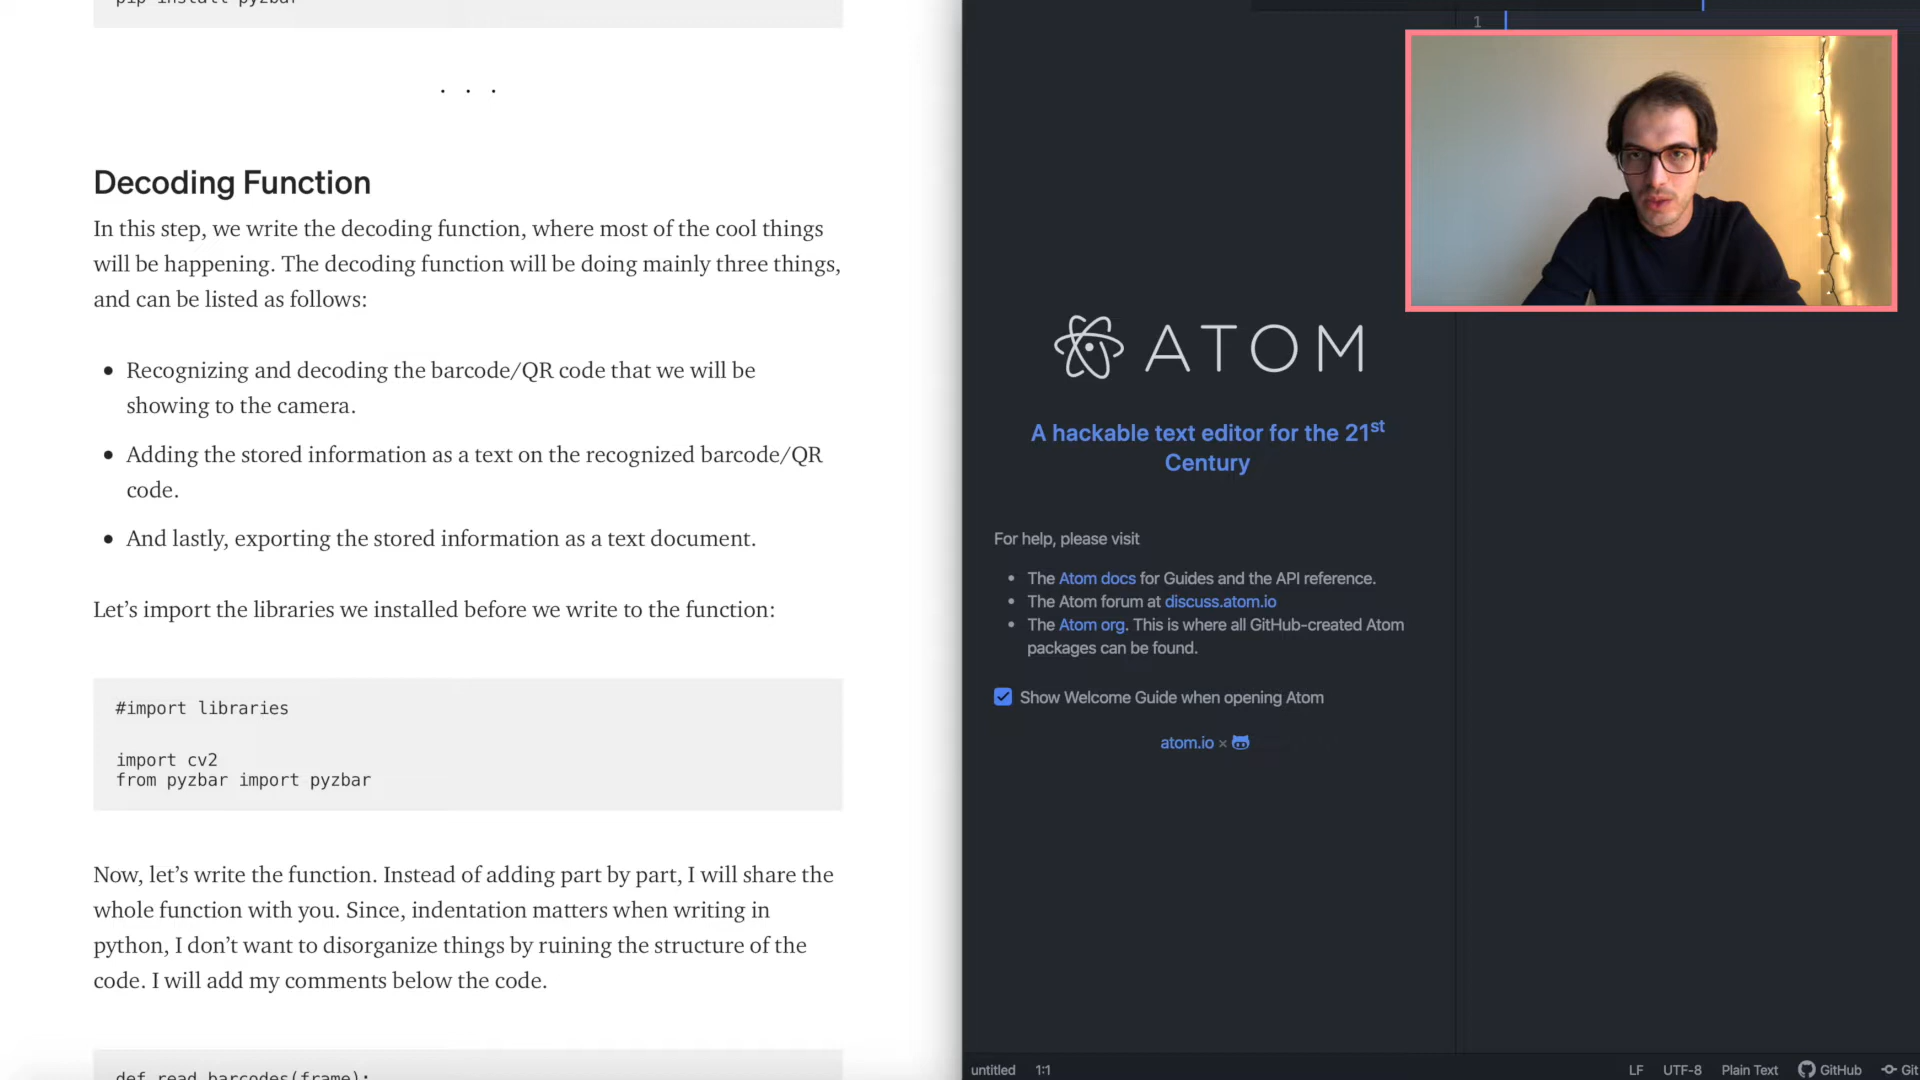 pip install pyzbar
. . .
Decoding Function
In this step, we write the decoding function, where most of the cool things
will be happening. The decoding function will be doing mainly three things,
and can be listed as follows:
• Recognizing and decoding the barcode/QR code that we will be
showing to the camera.
• Adding the stored information as a text on the recognized barcode/QR
code.
• And lastly, exporting the stored information as a text document.
Let’s import the libraries we installed before we write to the function:
#import libraries
import cv2
from pyzbar import pyzbar
Now, let’s write the function. Instead of adding part by part, I will share the
whole function with you. Since, indentation matters when writing in
python, I don’t want to disorganize things by ruining the structure of the
code. I will add my comments below the code.
def read_barcodes(frame):
1
ATOM
A hackable text editor for the 21st
Century
For help, please visit
• The Atom docs for Guides and the API reference.
• The Atom forum at discuss.atom.io
• The Atom org. This is where all GitHub-created Atom
packages can be found.
Show Welcome Guide when opening Atom
atom.io ×
untitled 1:1
LF UTF-8 Plain Text GitHub Git